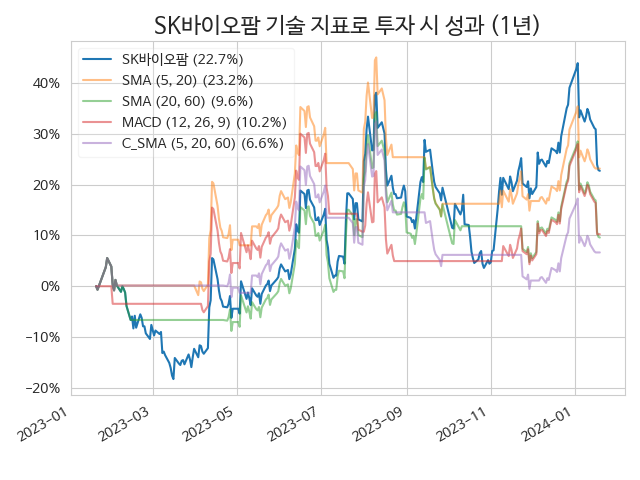 SK바이오팜 기술 지표로 투자 시 성과 (1년)
SK바이오팜 (22.7%)
SMA (5, 20) (23.2%)
SMA (20, 60) (9.6%)
MACD (12, 26, 9) (10.2%)
C_SMA (5, 20, 60) (6.6%)
40%
30%
20%
10%
0%
−10%
−20%
2023-01
2023-03
2023-05
2023-07
2023-09
2023-11
2024-01